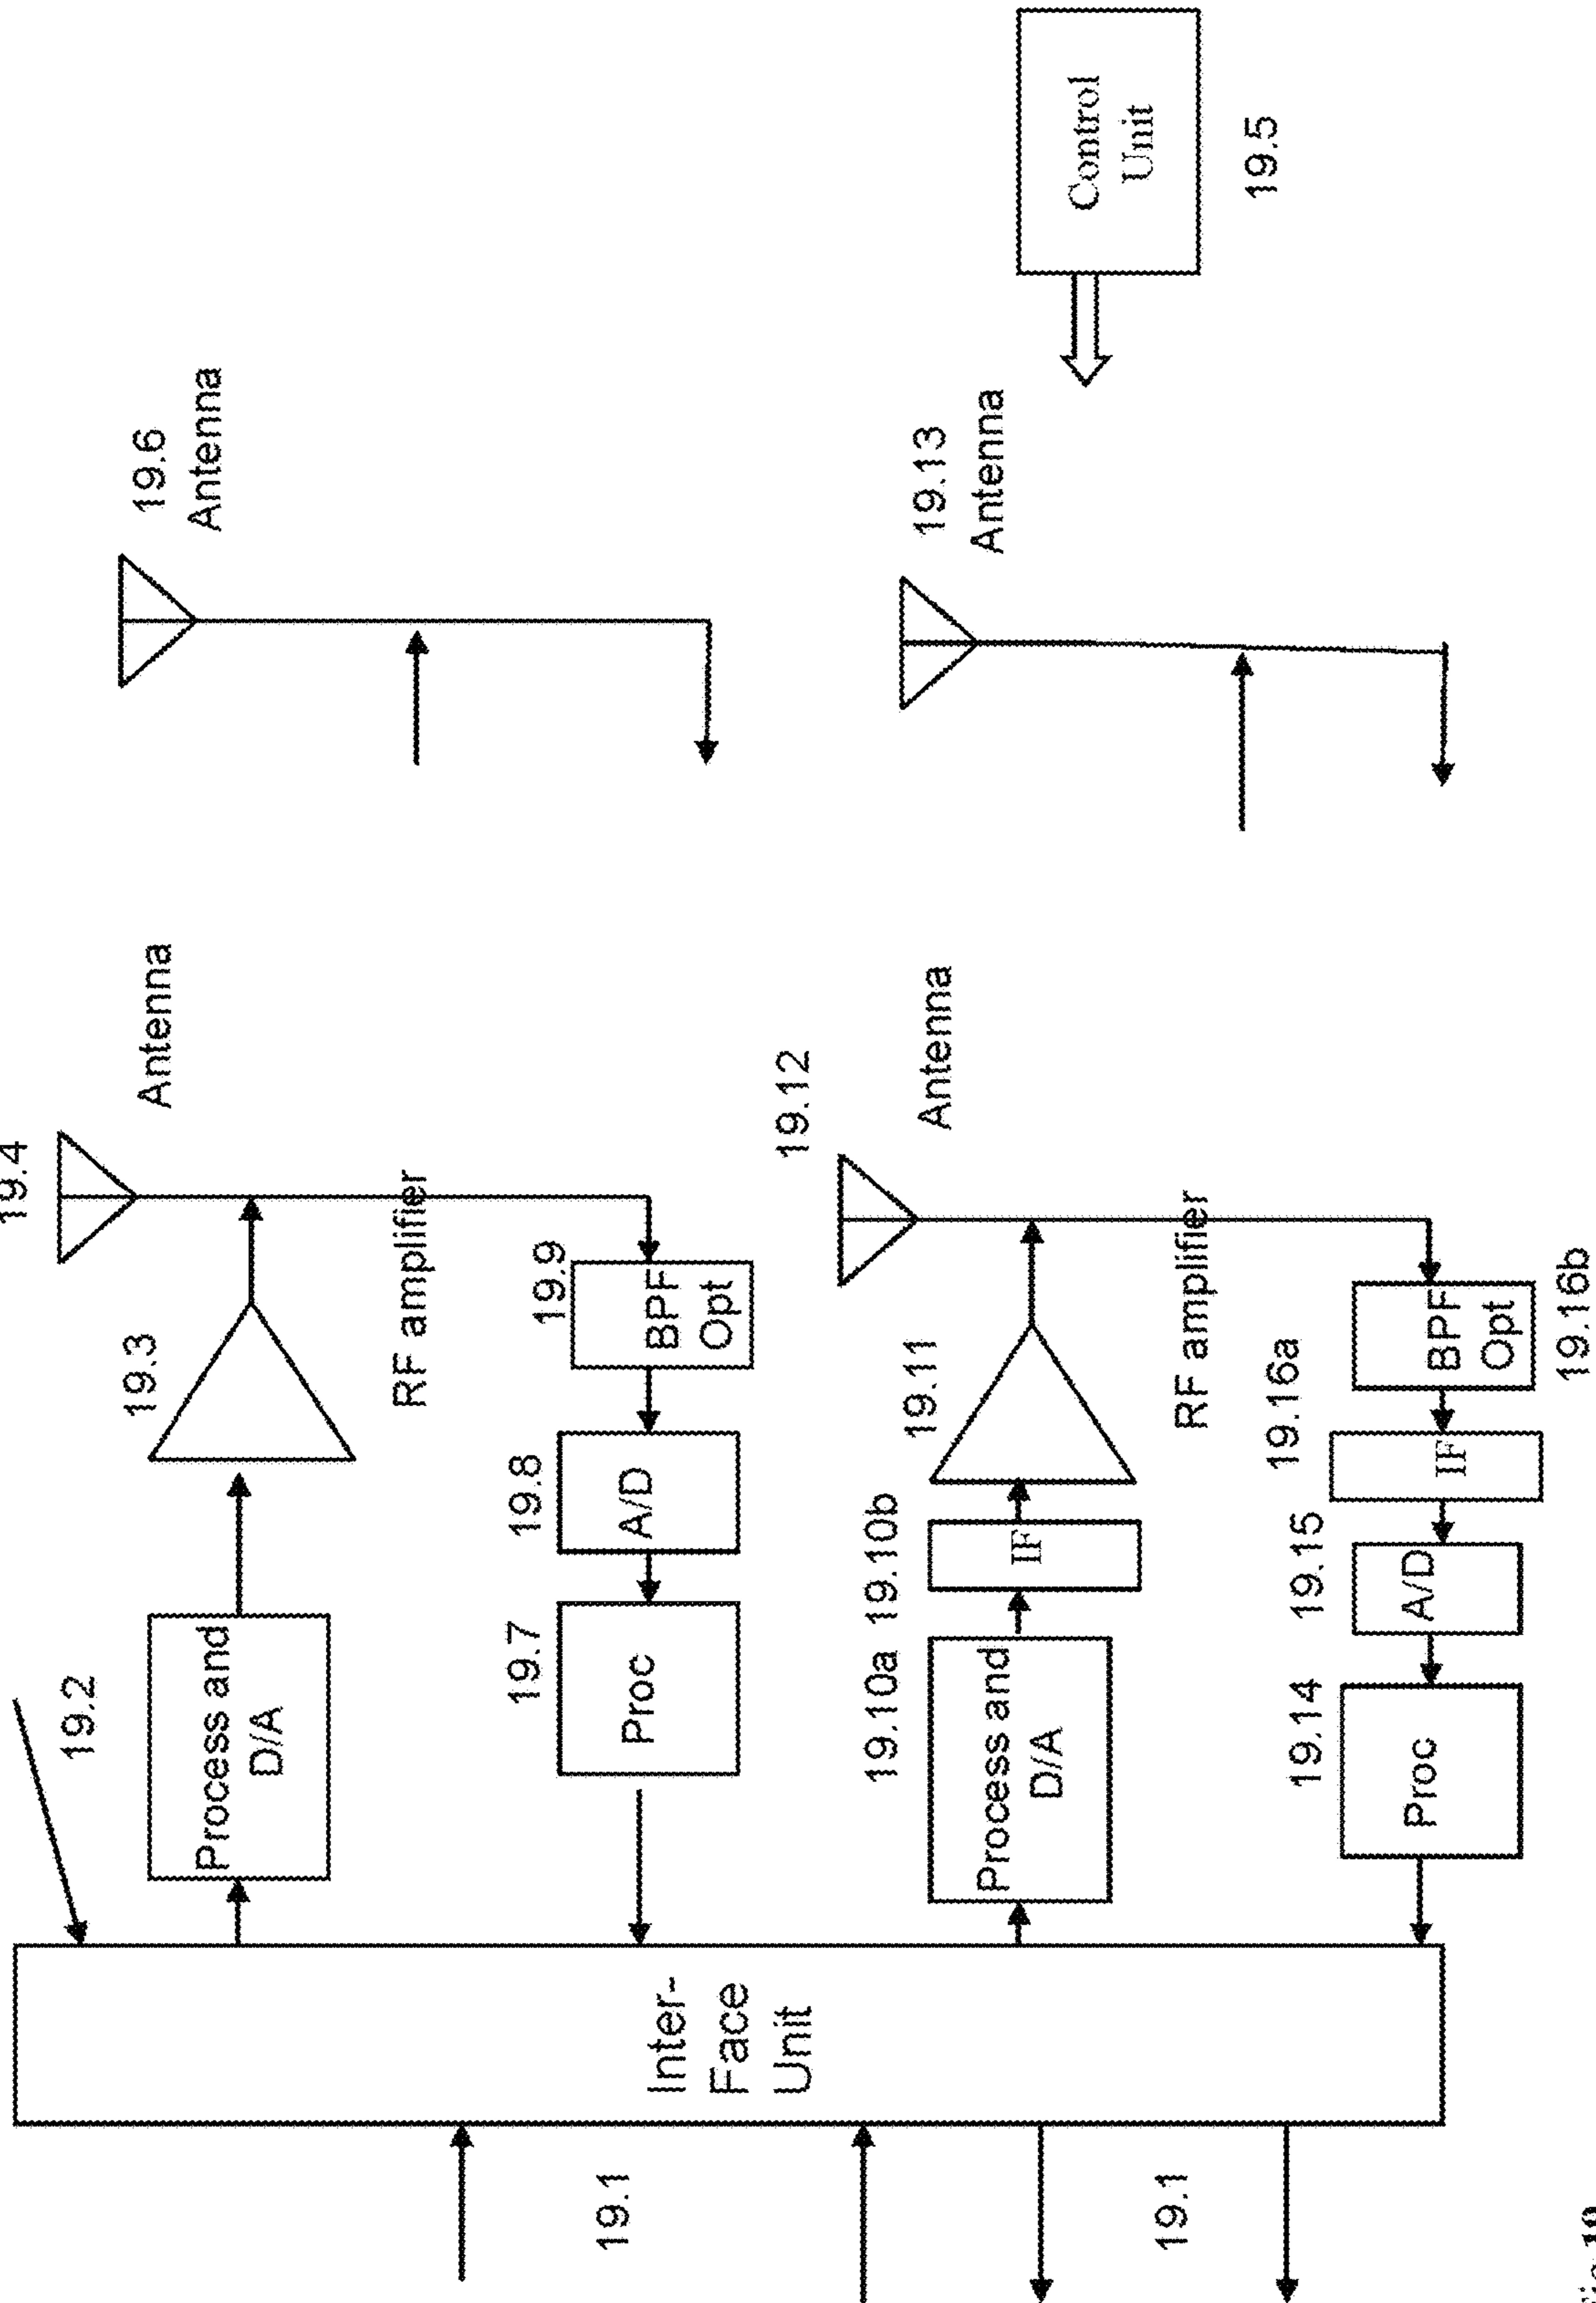 19.4
19.2
19.3
Antenna
19.6
Antenna
Process and
D/A
RF amplifier
19.7
19.8
19.9
Proc
A/D
BPF
Opt
Inter-
Face
Unit
19.1
19.12
19.10a
19.10b
19.11
Antenna
19.13
Antenna
Process and
D/A
IF
RF amplifier
Control
Unit
19.5
19.1
19.14
19.15
19.16a
Proc
A/D
IF
BPF
Opt
19.16b
Fig 19